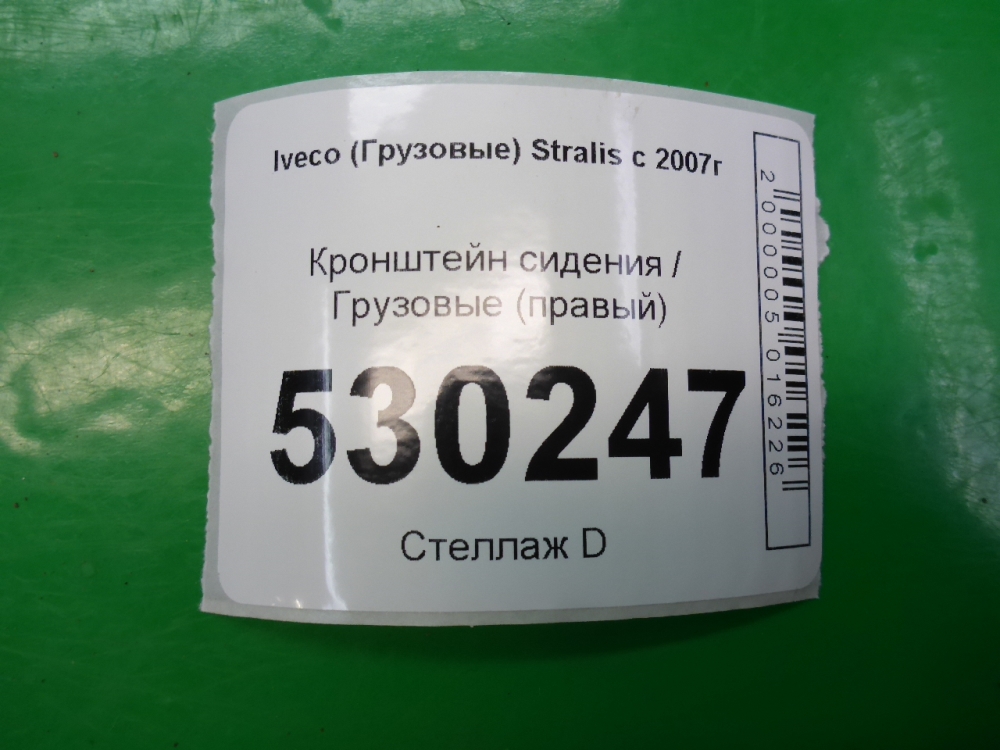 Iveco (Грузовые) Stralis с 2007г
Кронштейн сидения /
Грузовые (правый)
530247
Стеллаж D
2000005016226